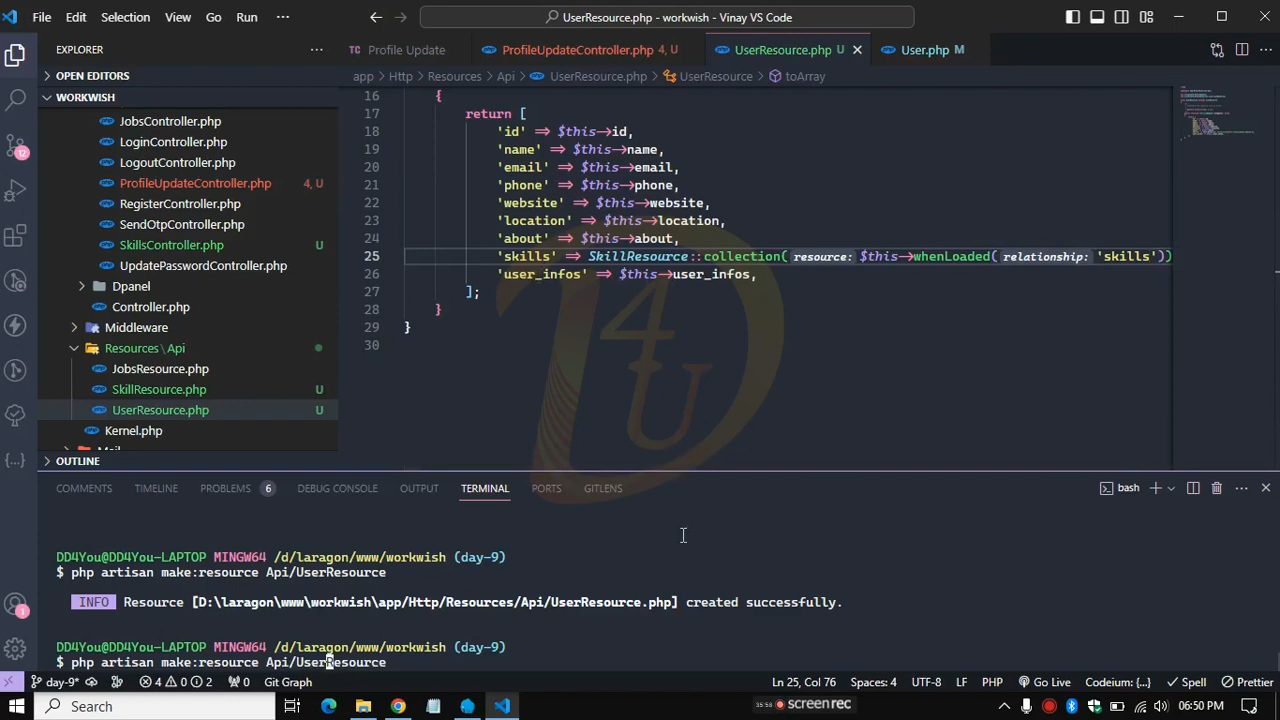 File Edit Selection View Go Run ···
UserResource.php - workwish - Vinay VS Code
EXPLORER
OPEN EDITORS
WORKWISH
JobsController.php
LoginController.php
LogoutController.php
ProfileUpdateController.php 4, U
RegisterController.php
SendOtpController.php
SkillsController.php U
UpdatePasswordController.php
Dpanel
Controller.php
Middleware
Resources\Api
JobsResource.php
SkillResource.php U
UserResource.php U
Kernel.php
OUTLINE
Profile Update ProfileUpdateController.php 4, U UserResource.php U User.php M
app > Http > Resources > Api > UserResource.php > UserResource > toArray
16 {
17 return [
18 'id' => $this->id,
19 'name' => $this->name,
20 'email' => $this->email,
21 'phone' => $this->phone,
22 'website' => $this->website,
23 'location' => $this->location,
24 'about' => $this->about,
25 'skills' => SkillResource::collection(resource: $this->whenLoaded(relationship: 'skills'))
26 'user_infos' => $this->user_infos,
27 ];
28 }
29 }
30
D4U
COMMENTS TIMELINE PROBLEMS 6 DEBUG CONSOLE OUTPUT TERMINAL PORTS GITLENS
bash
DD4You@DD4You-LAPTOP MINGW64 /d/laragon/www/workwish (day-9)
$ php artisan make:resource Api/UserResource
INFO Resource [D:\laragon\www\workwish\app/Http/Resources/Api/UserResource.php] created successfully.
DD4You@DD4You-LAPTOP MINGW64 /d/laragon/www/workwish (day-9)
$ php artisan make:resource Api/UserResource
12
1
day-9* 4 0 2 0 Git Graph
Ln 25, Col 76 Spaces: 4 UTF-8 LF PHP Go Live Codeium: {...} Spell Prettier
Search
35:58 screenrec
06:50 PM